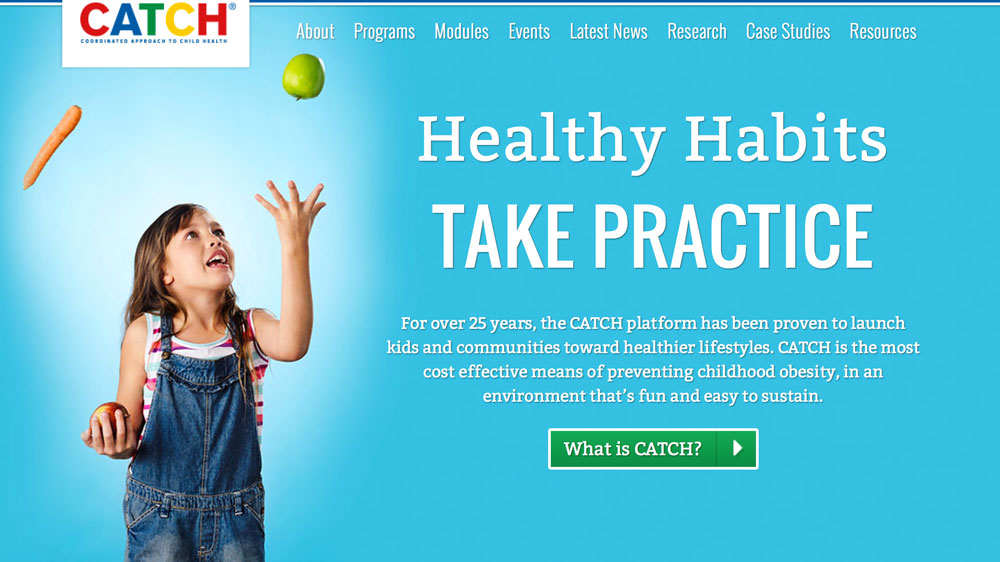 CATCH®
COORDINATED APPROACH TO CHILD HEALTH
About Programs Modules Events Latest News Research Case Studies Resources
Healthy Habits
TAKE PRACTICE
For over 25 years, the CATCH platform has been proven to launch
kids and communities toward healthier lifestyles. CATCH is the most
cost effective means of preventing childhood obesity, in an
environment that’s fun and easy to sustain.
What is CATCH?